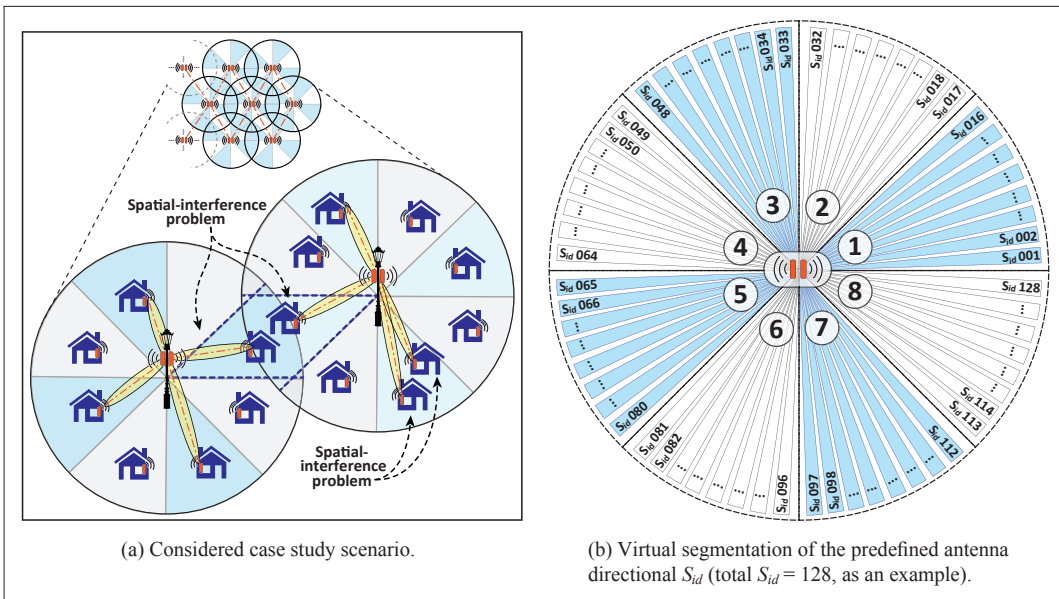 Spatial-interference
problem
Spatial-
interference
problem
(a) Considered case study scenario.
S_id 048
...
...
...
...
...
S_id 034
S_id 033
S_id 032
...
...
...
...
...
S_id 018
S_id 017
S_id 049
S_id 050
...
...
...
...
...
S_id 064
S_id 016
...
...
...
...
...
S_id 002
S_id 001
3
2
4
1
5
8
6
7
S_id 065
S_id 066
...
...
...
...
...
S_id 080
S_id 128
...
...
...
...
...
S_id 114
S_id 113
S_id 081
S_id 082
...
...
...
...
...
S_id 096
S_id 097
S_id 098
...
...
...
...
...
S_id 112
(b) Virtual segmentation of the predefined antenna
directional S_id (total S_id = 128, as an example).